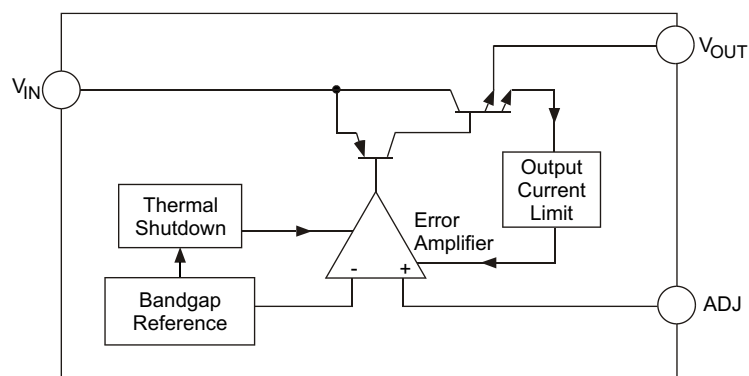 VOUT
VIN
Output
Current
Limit
Thermal
Shutdown
Error
Amplifier
- +
Bandgap
Reference
ADJ